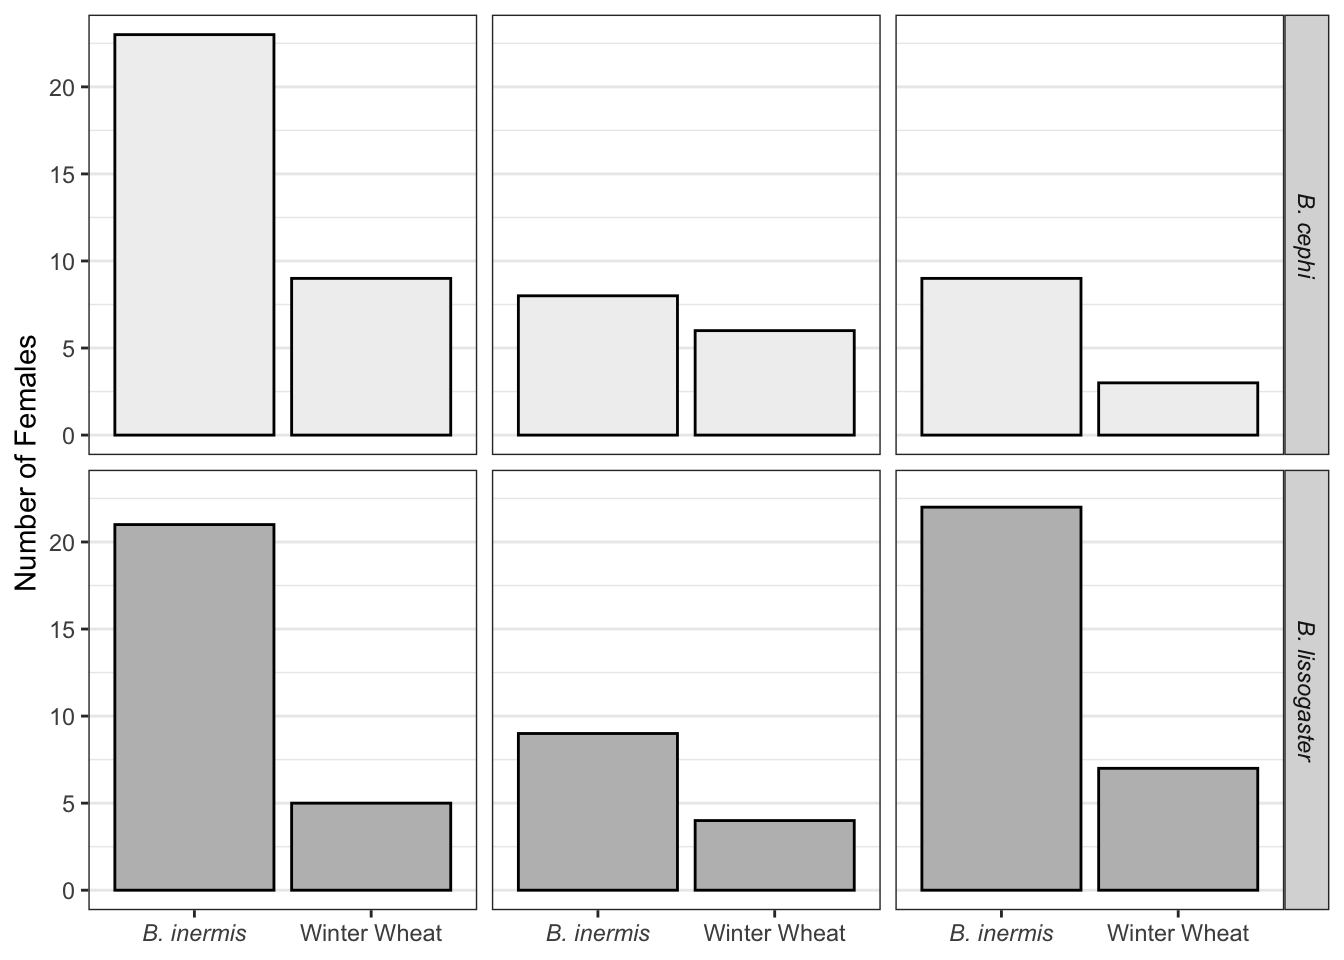 Number of Females
20
15
10
5
0
B. cephi
20
15
10
5
0
B. lissogaster
B. inermis Winter Wheat B. inermis Winter Wheat B. inermis Winter Wheat